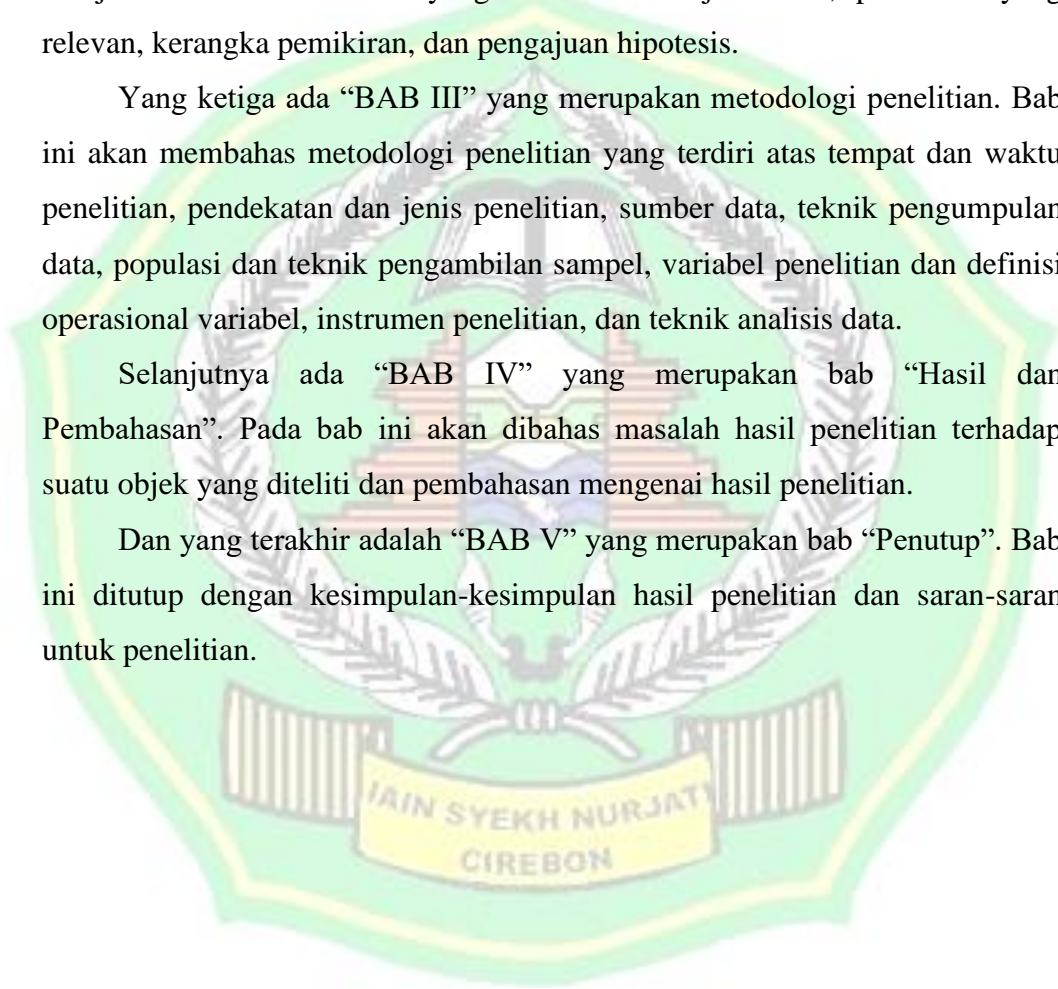 relevan, kerangka pemikiran, dan pengajuan hipotesis.
Yang ketiga ada “BAB III” yang merupakan metodologi penelitian. Bab
ini akan membahas metodologi penelitian yang terdiri atas tempat dan waktu
penelitian, pendekatan dan jenis penelitian, sumber data, teknik pengumpulan
data, populasi dan teknik pengambilan sampel, variabel penelitian dan definisi
operasional variabel, instrumen penelitian, dan teknik analisis data.
Selanjutnya ada “BAB IV” yang merupakan bab “Hasil dan
Pembahasan”. Pada bab ini akan dibahas masalah hasil penelitian terhadap
suatu objek yang diteliti dan pembahasan mengenai hasil penelitian.
Dan yang terakhir adalah “BAB V” yang merupakan bab “Penutup”. Bab
ini ditutup dengan kesimpulan-kesimpulan hasil penelitian dan saran-saran
untuk penelitian.
IAIN SYEKH NURJATI
CIREBON